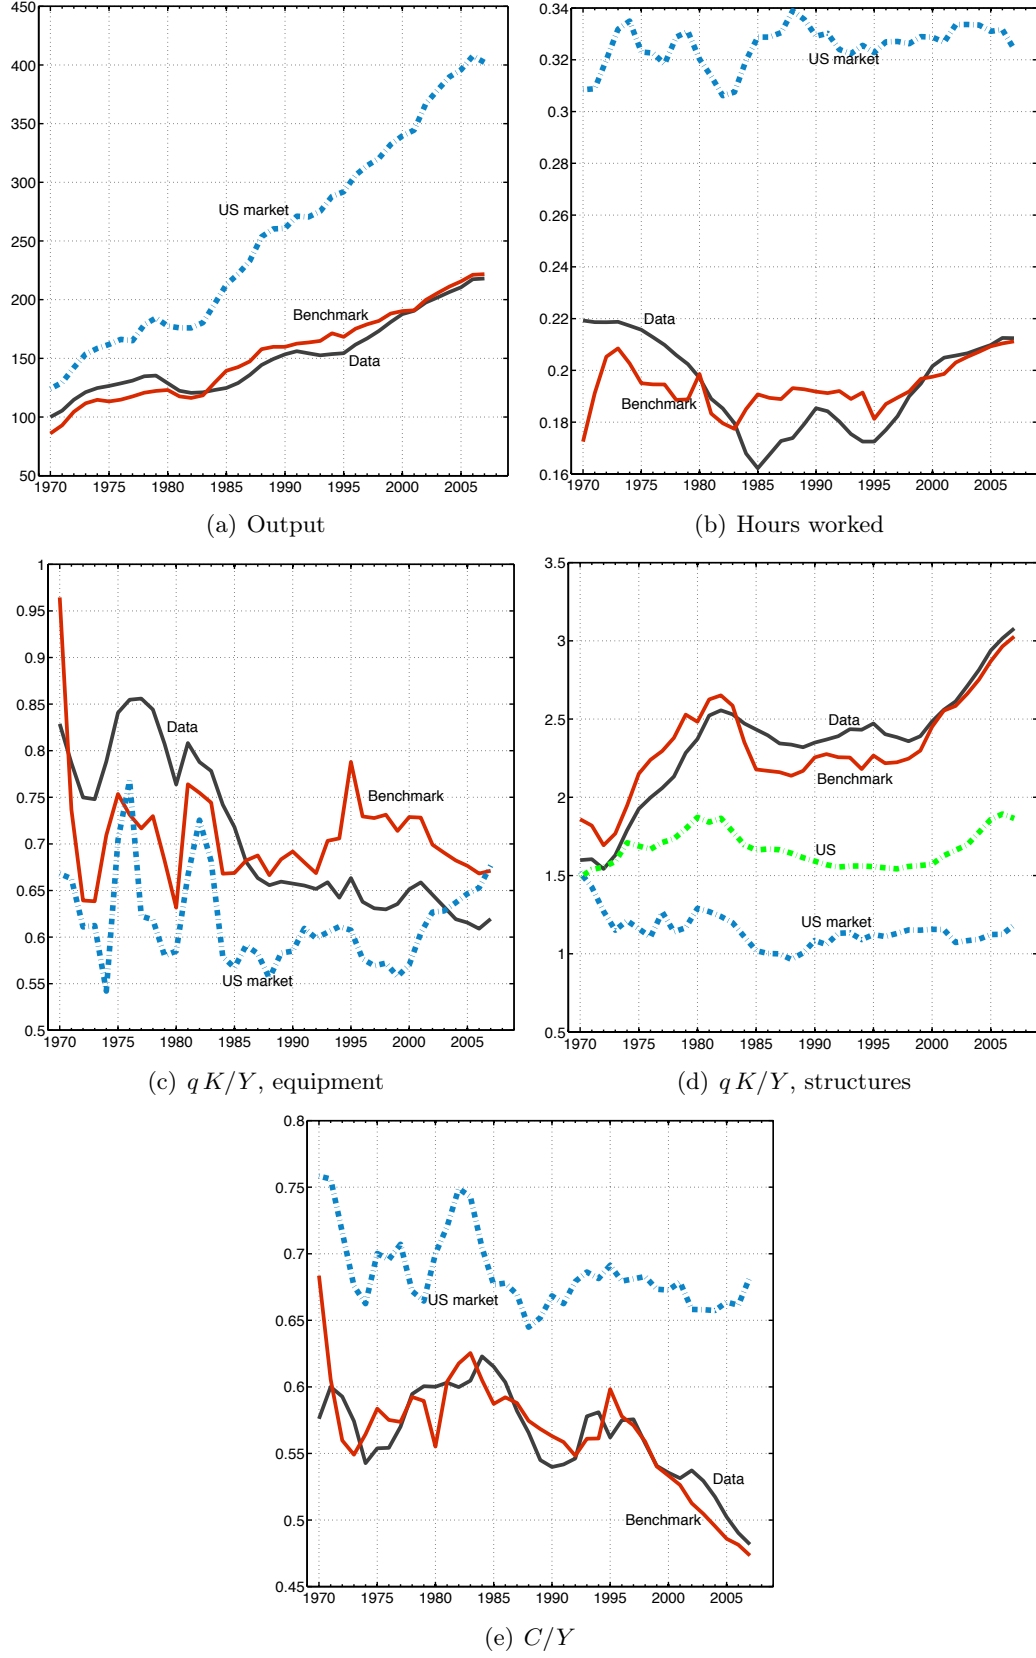 450
400
350
300
250
200
150
100
50
US market
Benchmark
Data
1970 1975 1980 1985 1990 1995 2000 2005
(a) Output
0.34
0.32
0.3
0.28
0.26
0.24
0.22
0.2
0.18
0.16
US market
Data
Benchmark
1970 1975 1980 1985 1990 1995 2000 2005
(b) Hours worked
1
0.95
0.9
0.85
0.8
0.75
0.7
0.65
0.6
0.55
0.5
Data
Benchmark
US market
1970 1975 1980 1985 1990 1995 2000 2005
(c) q K/Y, equipment
3.5
3
2.5
2
1.5
1
0.5
Data
Benchmark
US
US market
1970 1975 1980 1985 1990 1995 2000 2005
(d) q K/Y, structures
0.8
0.75
0.7
0.65
0.6
0.55
0.5
0.45
US market
Data
Benchmark
1970 1975 1980 1985 1990 1995 2000 2005
(e) C/Y